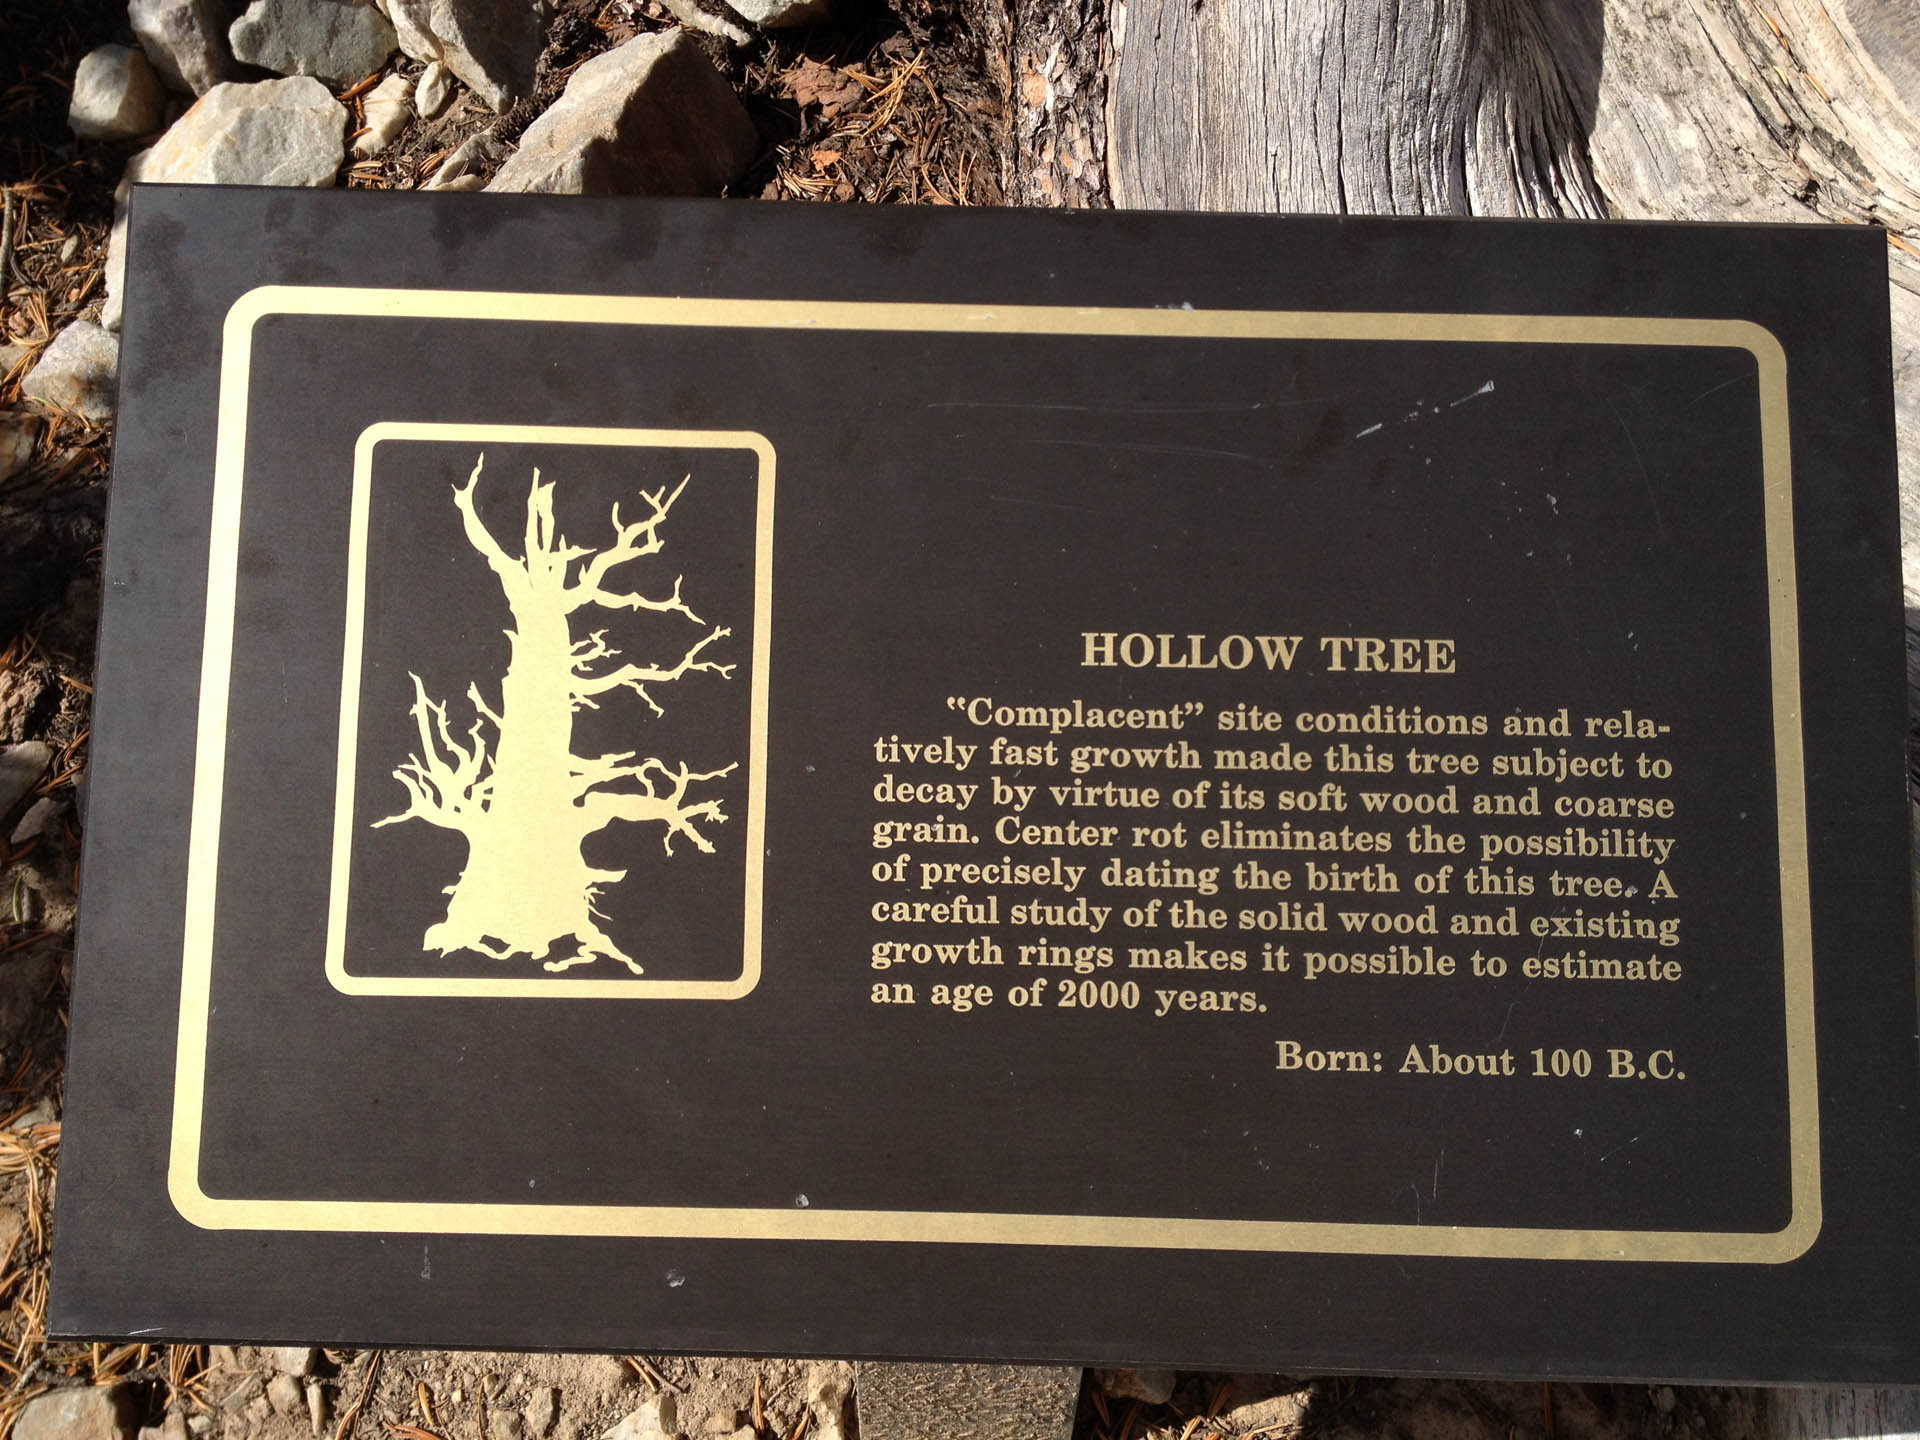 HOLLOW TREE
“Complacent” site conditions and rela-
tively fast growth made this tree subject to
decay by virtue of its soft wood and coarse
grain. Center rot eliminates the possibility
of precisely dating the birth of this tree. A
careful study of the solid wood and existing
growth rings makes it possible to estimate
an age of 2000 years.
Born: About 100 B.C.